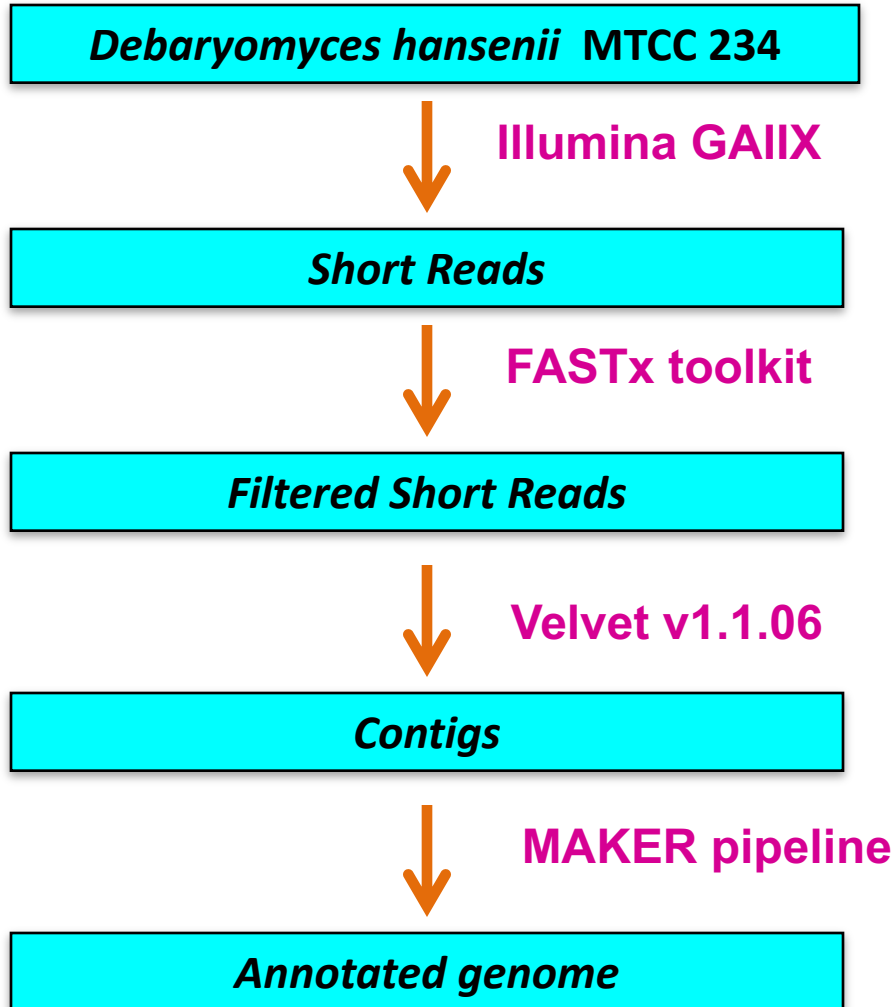 Debaryomyces hansenii MTCC 234
Illumina GAIIX
Short Reads
FASTx toolkit
Filtered Short Reads
Velvet v1.1.06
Contigs
MAKER pipeline
Annotated genome